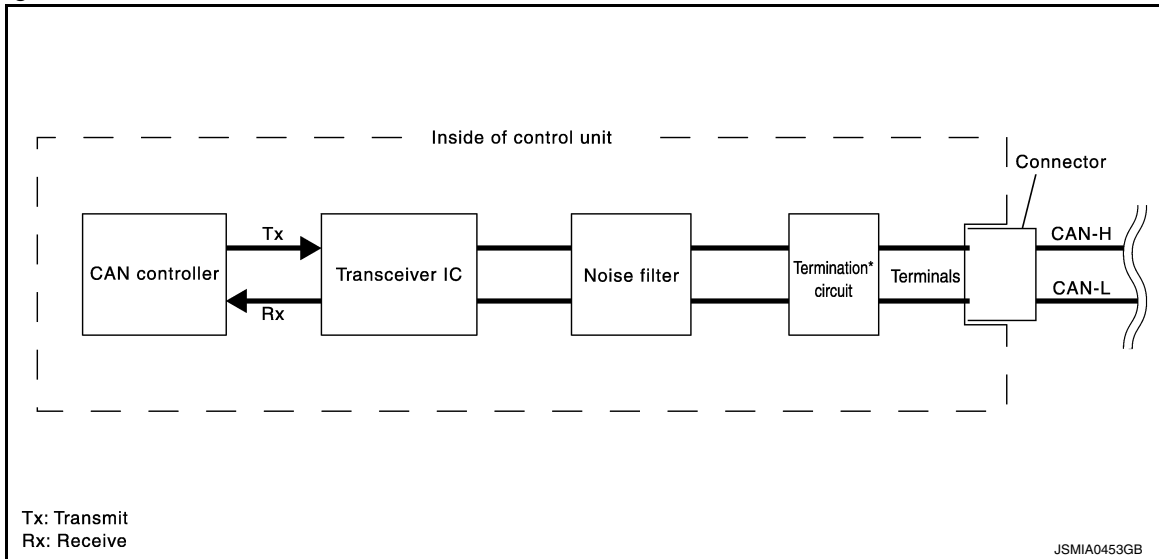 Inside of control unit
Connector
CAN controller
Tx
Rx
Transceiver IC
Noise filter
Termination*
circuit
Terminals
CAN-H
CAN-L
Tx: Transmit
Rx: Receive
JSMIA0453GB